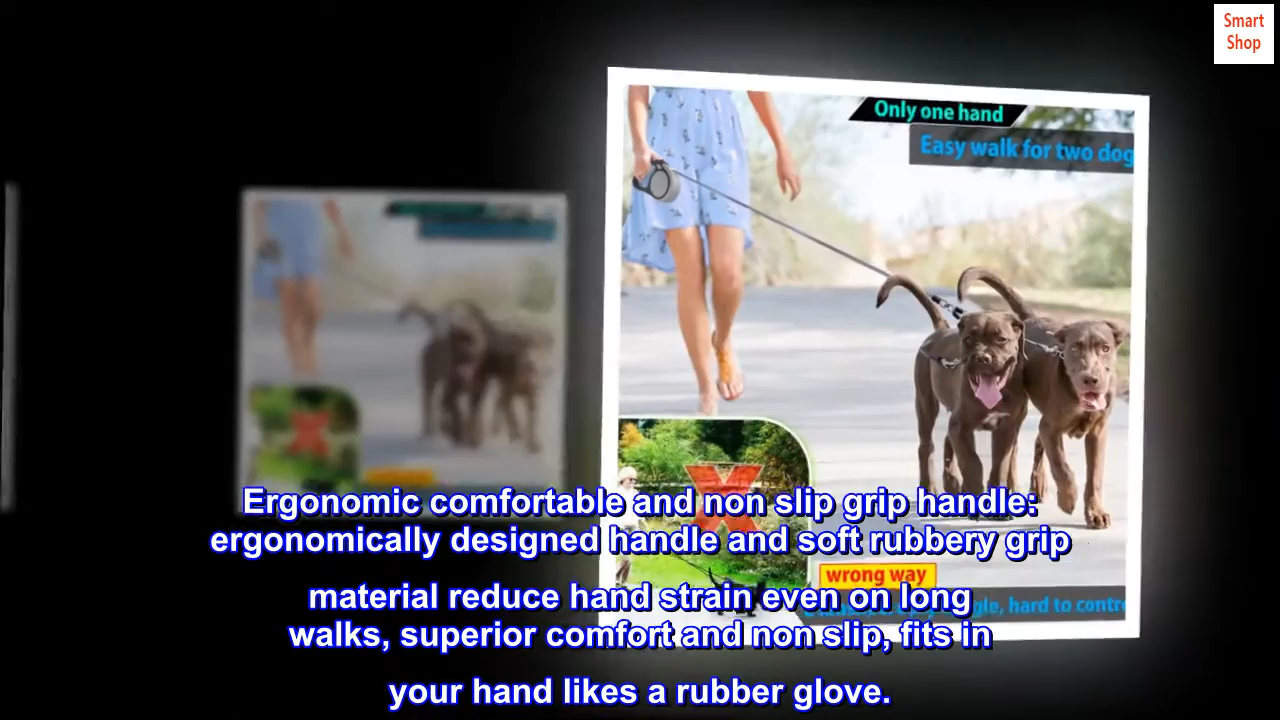 Smart
Shop
Only one hand
Easy walk for two dog
Ergonomic comfortable and non slip grip handle:
ergonomically designed handle and soft rubbery grip
wrong way
material reduce hand strain even on long
hard to contr
walks, superior comfort and non slip, fits in
your hand likes a rubber glove.